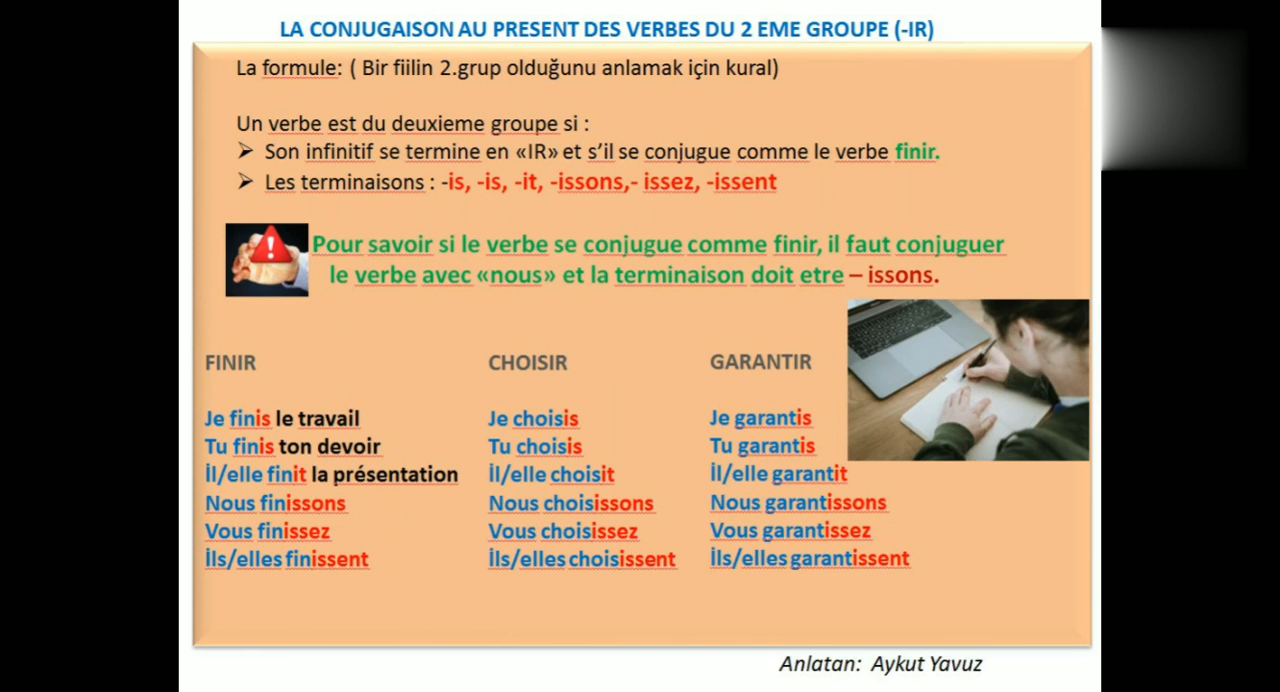 LA CONJUGAISON AU PRESENT DES VERBES DU 2 EME GROUPE (-IR)
La formule: ( Bir fiilin 2.grup olduğunu anlamak için kural)
Un verbe est du deuxieme groupe si :
➢ Son infinitif se termine en «IR» et s’il se conjugue comme le verbe finir.
➢ Les terminaisons : -is, -is, -it, -issons,- issez, -issent
Pour savoir si le verbe se conjugue comme finir, il faut conjuguer
le verbe avec «nous» et la terminaison doit etre – issons.
FINIR
Je finis le travail
Tu finis ton devoir
İl/elle finit la présentation
Nous finissons
Vous finissez
İls/elles finissent
CHOISIR
Je choisis
Tu choisis
İl/elle choisit
Nous choisissons
Vous choisissez
İls/elles choisissent
GARANTIR
Je garantis
Tu garantis
İl/elle garantit
Nous garantissons
Vous garantissez
İls/elles garantissent
Anlatan: Aykut Yavuz